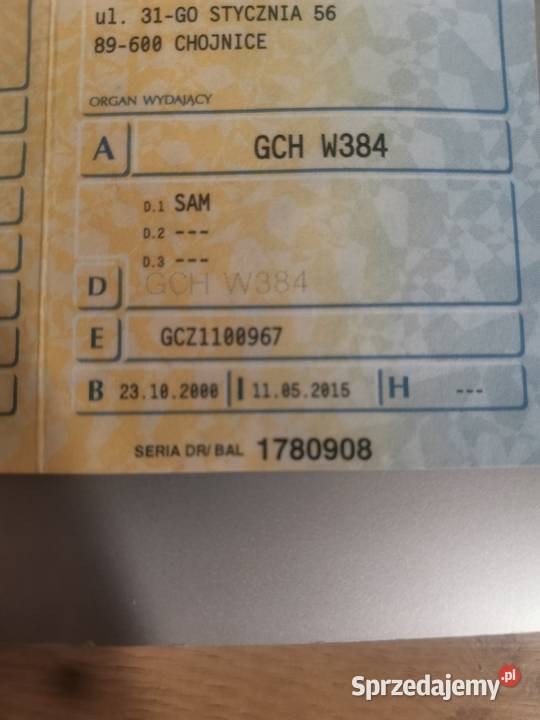 ul. 31-GO STYCZNIA 56
89-600 CHOJNICE
ORGAN WYDAJĄCY
A GCH W384
D.1 SAM
D.2 ---
D.3 ---
D GCH W384
E GCZ1100967
B 23.10.2000 I 11.05.2015 H ---
SERIA DR/BAL 1780908
Sprzedajemy.pl